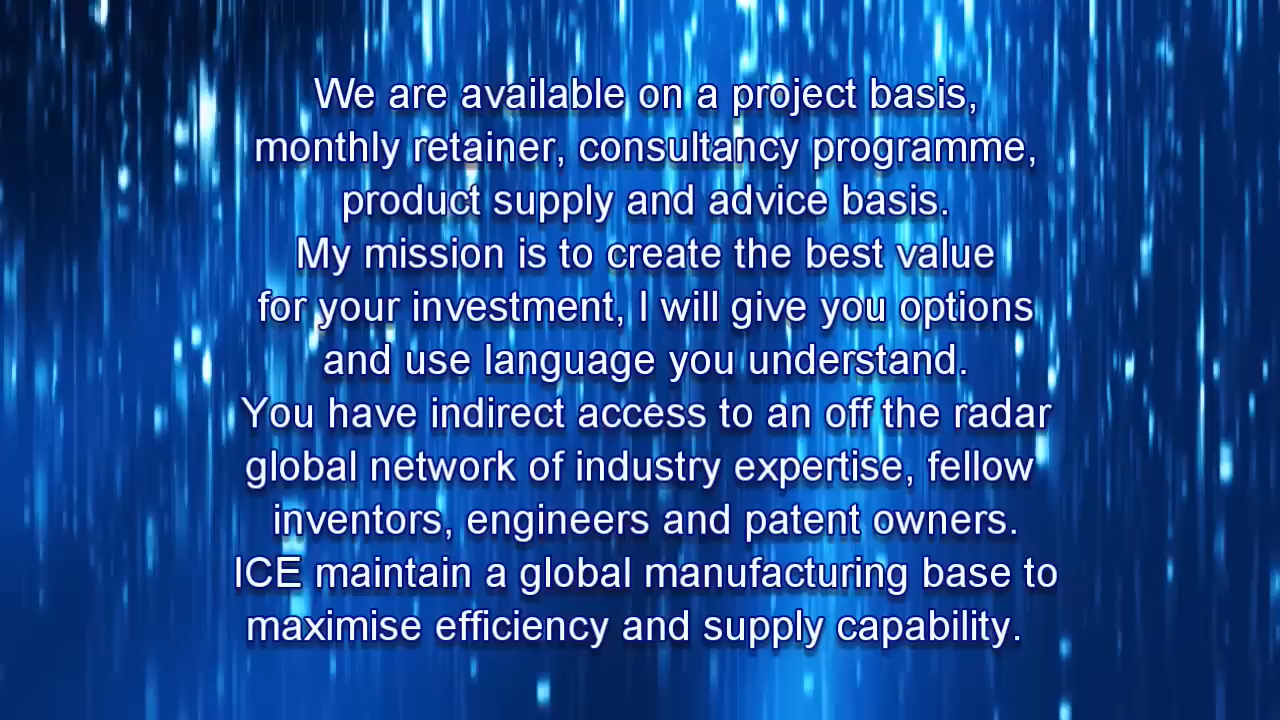 We are available on a project basis,
monthly retainer, consultancy programme,
product supply and advice basis.
My mission is to create the best value
for your investment, I will give you options
and use language you understand.
You have indirect access to an off the radar
global network of industry expertise, fellow
inventors, engineers and patent owners.
ICE maintain a global manufacturing base to
maximise efficiency and supply capability.